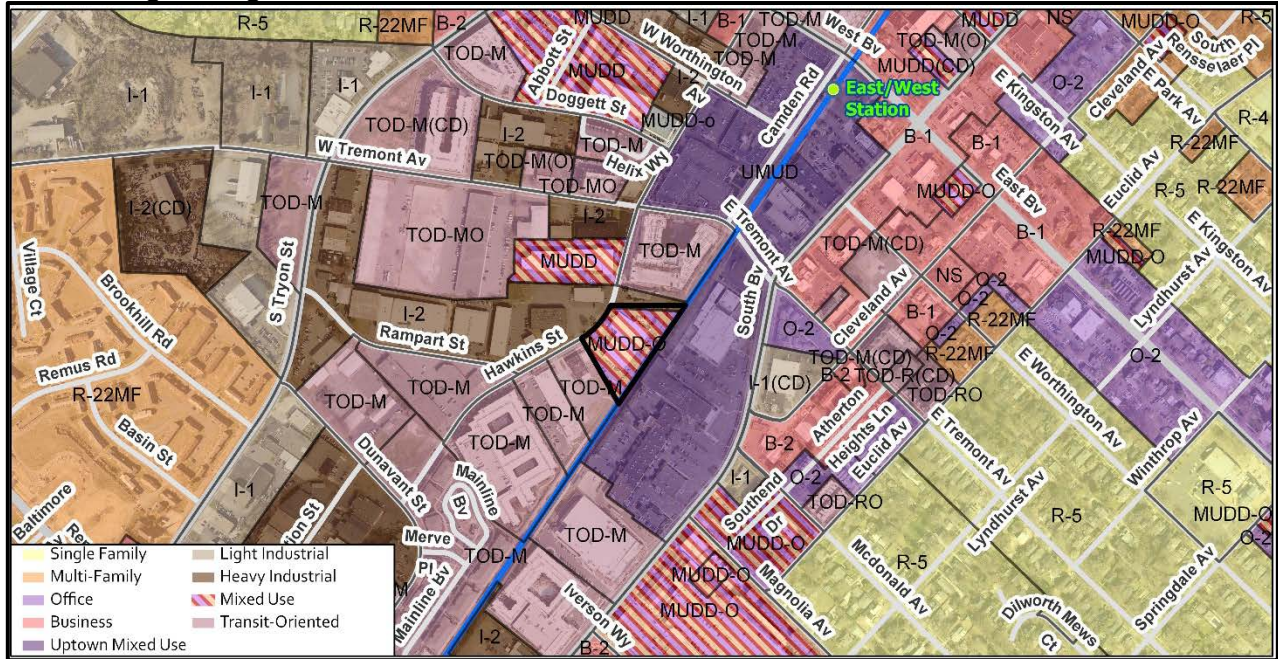 R-5
R-22MF
B-2
TOD-M
MUDD
Abbott St
W Worthington Av
I-1
B-1
TOD-M
TOD-M
West Bv
TOD-M(O)
MUDD
NS
MUDD-O
R-5
South
Rensselaer Pl
Cleveland Av
E Park Av
O-2
E Kingston Av
MUDD(CD)
East/West
Station
Camden Rd
I-1
I-1
I-1
TOD-M(CD)
Doggett St
I-2
I-2
MUDD-o
TOD-M
TOD-M(O)
TOD-MO
Helix Wy
W Tremont Av
UMUD
B-1
B-1
R-4
R-22MF
Euclid Av
R-5
R-22MF
MUDD-O
East Bv
B-1
E Kingston Av
I-2(CD)
TOD-M
S Tryon St
TOD-MO
I-2
MUDD
TOD-M
E Tremont Av
TOD-M(CD)
Cleveland Av
NS
O-2
O-2
R-22MF
MUDD-O
Lyndhurst Av
Village Ct
Brookhill Rd
South Bv
O-2
B-1
O-2
R-22MF
R-22MF
O-2
I-2
Rampart St
Hawkins St
MUDD-O
Remus Rd
R-22MF
Basin St
TOD-M
TOD-M
TOD-M
TOD-M
I-1(CD)
TOD-M(CD)
B-2
TOD-R(CD)
TOD-RO
Atherton
Heights Ln
Euclid Av
E Worthington Av
Winthrop Av
E Tremont Av
Dunavant St
Mainline
Bv
B-2
O-2
I-1
Southend
Dr
TOD-RO
I-1
Baltimore
Av
Merve
Pl
TOD-M
TOD-M
Mainline Bv
MUDD-O
MUDD-O
MUDD-O
Magnolia Av
Mcdonald Av
Lyndhurst Av
R-5
R-5
R-5
MUDD-O
O-2
Springdale Av
Dilworth Mews
Ct
Iverson Wy
I-2
B-2
Single Family
Multi-Family
Office
Business
Uptown Mixed Use
Light Industrial
Heavy Industrial
Mixed Use
Transit-Oriented